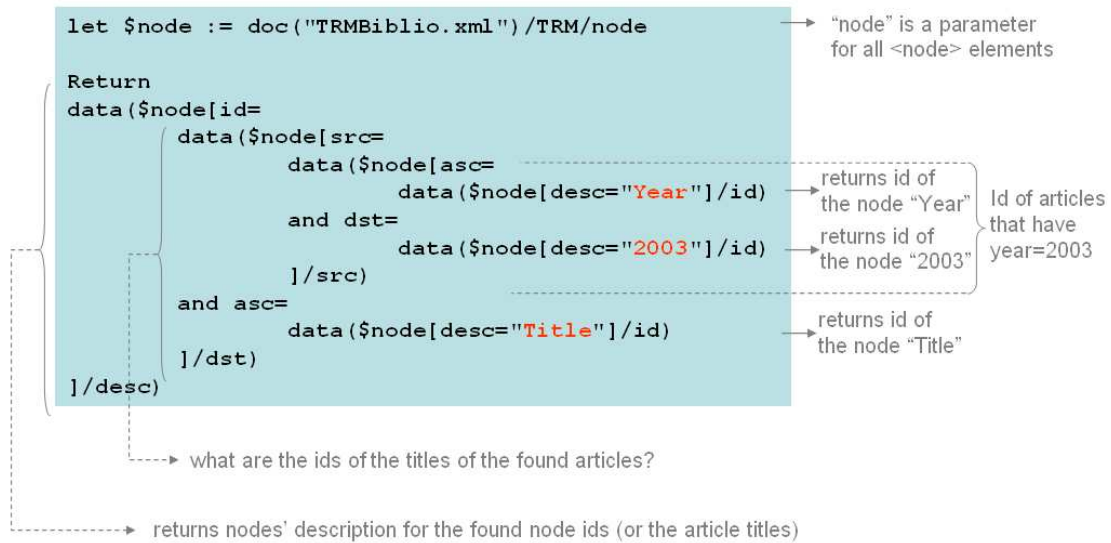 let $node := doc("TRMBiblio.xml")/TRM/node
"node" is a parameter
for all <node> elements
Return
data($node[id=
data($node[src=
data($node[asc=
data($node[desc="Year"]/id)
and dst=
data($node[desc="2003"]/id)
]/src)
and asc=
data($node[desc="Title"]/id)
]/dst)
]/desc)
returns id of
the node "Year"
returns id of
the node "2003"
Id of articles
that have
year=2003
returns id of
the node "Title"
what are the ids of the titles of the found articles?
returns nodes' description for the found node ids (or the article titles)